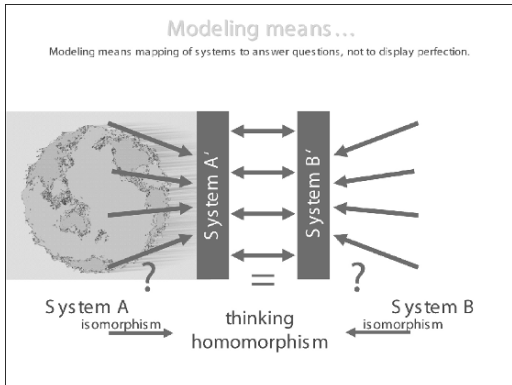 Modeling means…
Modeling means mapping of systems to answer questions, not to display perfection.
System A′
System B′
?
=
?
System A
isomorphism
thinking
homomorphism
System B
isomorphism